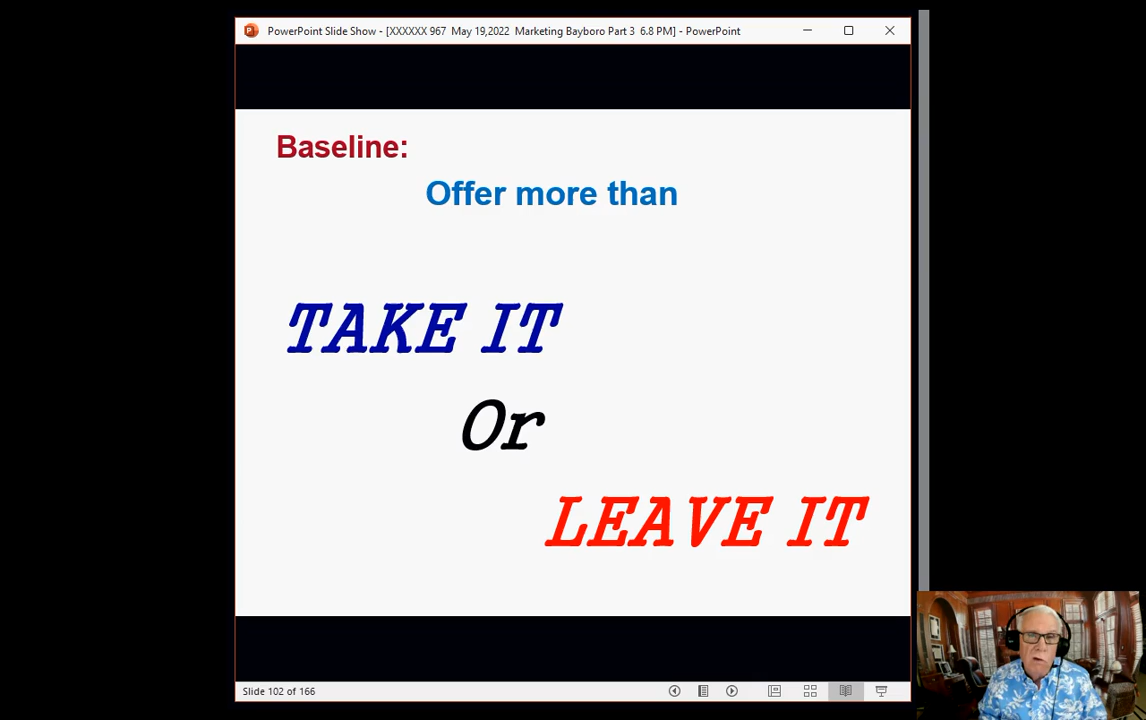 PowerPoint Slide Show - [XXXXXX 967 May 19,2022 Marketing Bayboro Part 3 6.8 PM] - PowerPoint
Baseline:
Offer more than
TAKE IT
Or
LEAVE IT
Slide 102 of 166